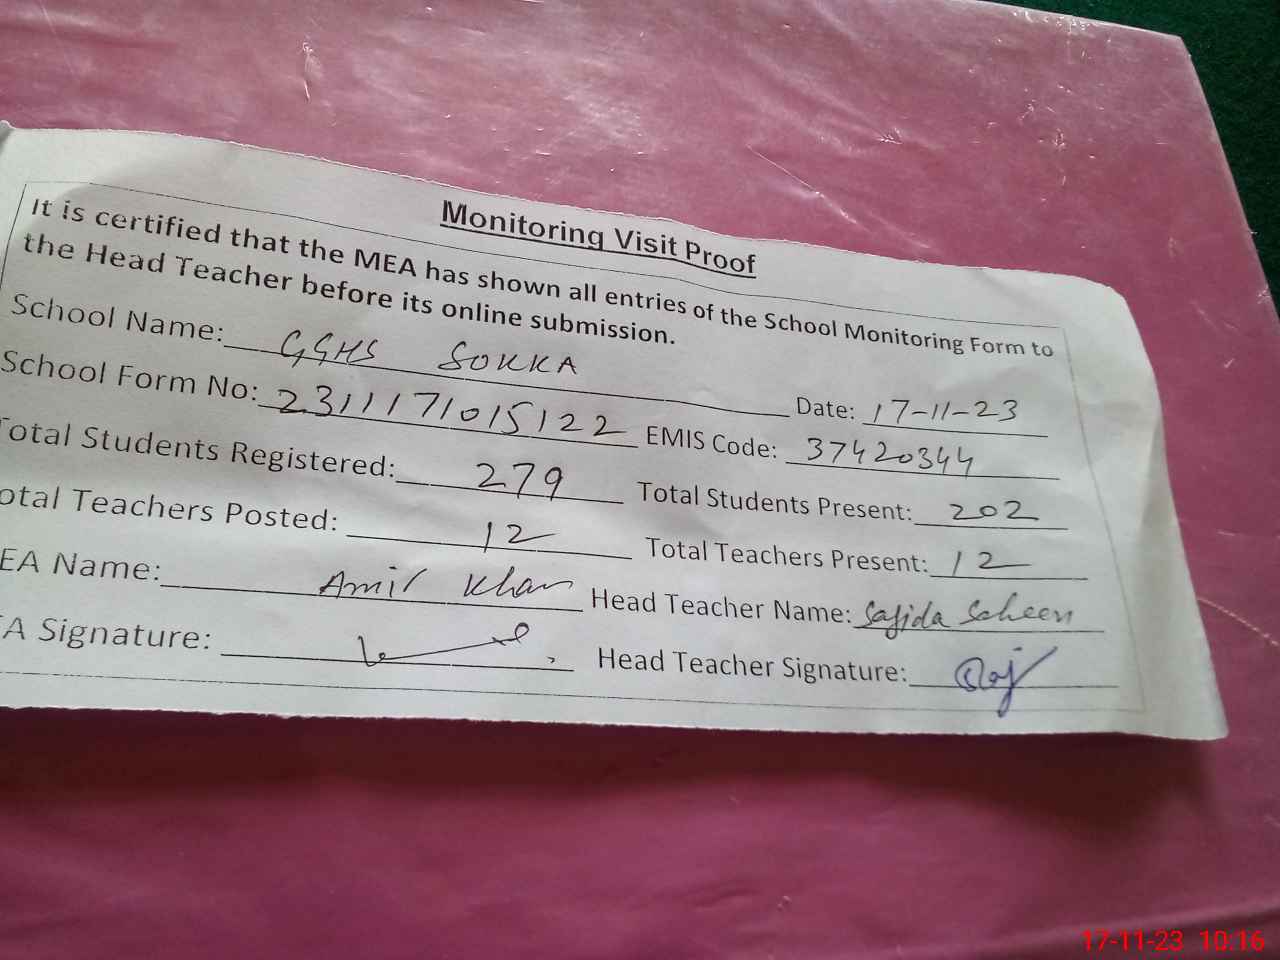 Monitoring Visit Proof
It is certified that the MEA has shown all entries of the School Monitoring Form to
the Head Teacher before its online submission.
School Name: GGHS SOKKA Date: 17-11-23
School Form No: 2311171015122 EMIS Code: 37420344
Total Students Registered: 279 Total Students Present: 202
otal Teachers Posted: 12 Total Teachers Present: 12
EA Name: Amir Khan Head Teacher Name: Sajida Saheen
EA Signature: Head Teacher Signature:
17-11-23 10:16